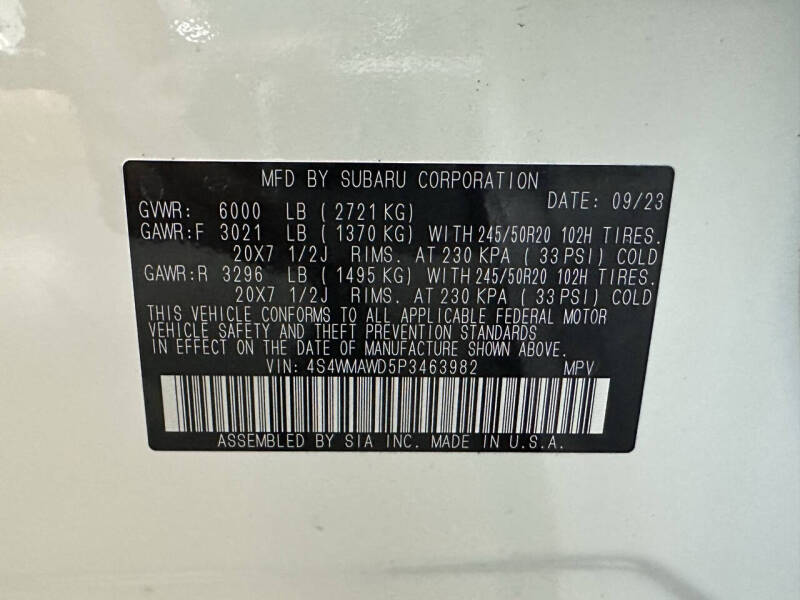 MFD BY SUBARU CORPORATION
DATE: 09/23
GVWR: 6000 LB ( 2721 KG)
GAWR:F 3021 LB ( 1370 KG) WITH 245/50R20 102H TIRES.
20X7 1/2J RIMS. AT 230 KPA ( 33 PSI) COLD
GAWR:R 3296 LB ( 1495 KG) WITH 245/50R20 102H TIRES.
20X7 1/2J RIMS. AT 230 KPA ( 33 PSI) COLD
THIS VEHICLE CONFORMS TO ALL APPLICABLE FEDERAL MOTOR
VEHICLE SAFETY AND THEFT PREVENTION STANDARDS
IN EFFECT ON THE DATE OF MANUFACTURE SHOWN ABOVE.
VIN: 4S4WMAWD5P3463982 MPV
ASSEMBLED BY SIA INC. MADE IN U.S.A.